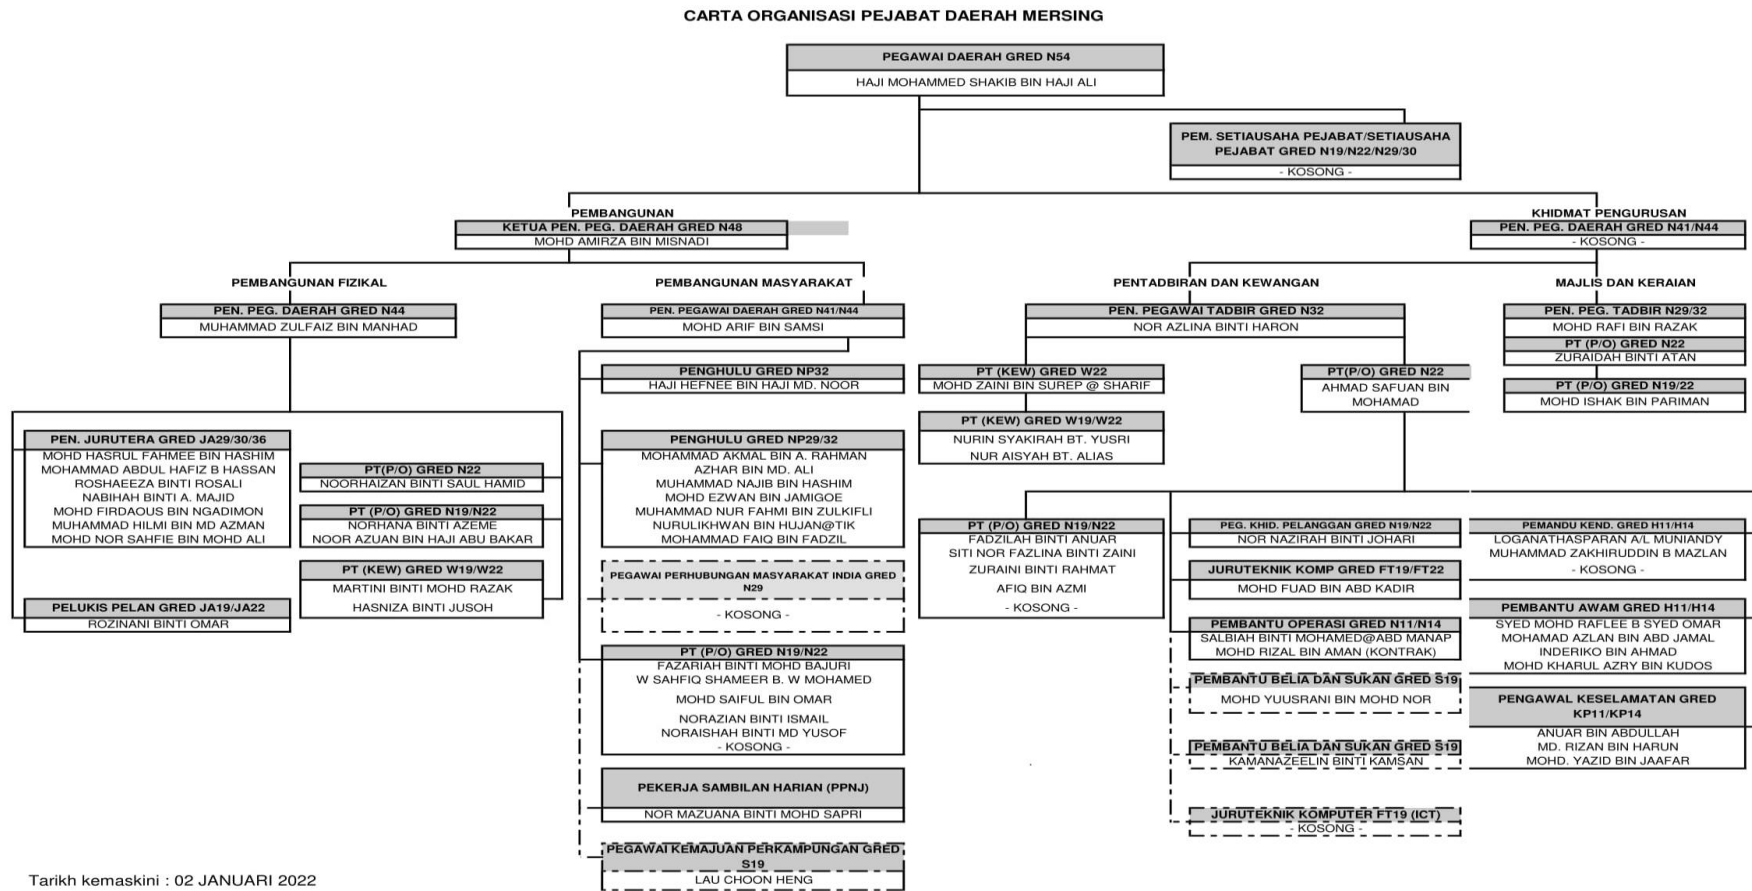 CARTA ORGANISASI PEJABAT DAERAH MERSING
PEGAWAI DAERAH GRED N54
HAJI MOHAMMED SHAKIB BIN HAJI ALI
PEM. SETIAUSAHA PEJABAT/SETIAUSAHA
PEJABAT GRED N19/N22/N29/30
- KOSONG -
PEMBANGUNAN
KETUA PEN. PEG. DAERAH GRED N48
MOHD AMIRZA BIN MISNADI
KHIDMAT PENGURUSAN
PEN. PEG. DAERAH GRED N41/N44
- KOSONG -
PEMBANGUNAN FIZIKAL
PEN. PEG. DAERAH GRED N44
MUHAMMAD ZULFAIZ BIN MANHAD
PEN. JURUTERA GRED JA29/30/36
MOHD HASRUL FAHMEE BIN HASHIM
MOHAMMAD ABDUL HAFIZ B HASSAN
ROSHAEEZA BINTI ROSALI
NABIHAH BINTI A. MAJID
MOHD FIRDAOUS BIN NGADIMON
MUHAMMAD HILMI BIN MD AZMAN
MOHD NOR SAHFIE BIN MOHD ALI
PELUKIS PELAN GRED JA19/JA22
ROZINANI BINTI OMAR
PT(P/O) GRED N22
NOORHAIZAN BINTI SAUL HAMID
PT (P/O) GRED N19/N22
NORHANA BINTI AZEME
NOOR AZUAN BIN HAJI ABU BAKAR
PT (KEW) GRED W19/W22
MARTINI BINTI MOHD RAZAK
HASNIZA BINTI JUSOH
PEMBANGUNAN MASYARAKAT
PEN. PEGAWAI DAERAH GRED N41/N44
MOHD ARIF BIN SAMSI
PENGHULU GRED NP32
HAJI HEFNEE BIN HAJI MD. NOOR
PENGHULU GRED NP29/32
MOHAMMAD AKMAL BIN A. RAHMAN
AZHAR BIN MD. ALI
MUHAMMAD NAJIB BIN HASHIM
MOHD EZWAN BIN JAMIGOE
MUHAMMAD NUR FAHMI BIN ZULKIFLI
NURULIKHWAN BIN HUJAN@TIK
MOHAMMAD FAIQ BIN FADZIL
PEGAWAI PERHUBUNGAN MASYARAKAT INDIA GRED
N29
- KOSONG -
PT (P/O) GRED N19/N22
FAZARIAH BINTI MOHD BAJURI
W SAHFIQ SHAMEER B. W MOHAMED
MOHD SAIFUL BIN OMAR
NORAZIAN BINTI ISMAIL
NORAISHAH BINTI MD YUSOF
- KOSONG -
PEKERJA SAMBILAN HARIAN (PPNJ)
NOR MAZUANA BINTI MOHD SAPRI
PEGAWAI KEMAJUAN PERKAMPUNGAN GRED
S19
LAU CHOON HENG
PENTADBIRAN DAN KEWANGAN
PEN. PEGAWAI TADBIR GRED N32
NOR AZLINA BINTI HARON
PT (KEW) GRED W22
MOHD ZAINI BIN SUREP @ SHARIF
PT (KEW) GRED W19/W22
NURIN SYAKIRAH BT. YUSRI
NUR AISYAH BT. ALIAS
PT(P/O) GRED N22
AHMAD SAFUAN BIN
MOHAMAD
PT (P/O) GRED N19/N22
FADZILAH BINTI ANUAR
SITI NOR FAZLINA BINTI ZAINI
ZURAINI BINTI RAHMAT
AFIQ BIN AZMI
- KOSONG -
PEG. KHID. PELANGGAN GRED N19/N22
NOR NAZIRAH BINTI JOHARI
JURUTEKNIK KOMP GRED FT19/FT22
MOHD FUAD BIN ABD KADIR
PEMBANTU OPERASI GRED N11/N14
SALBIAH BINTI MOHAMED@ABD MANAP
MOHD RIZAL BIN AMAN (KONTRAK)
PEMBANTU BELIA DAN SUKAN GRED S19
MOHD YUUSRANI BIN MOHD NOR
PEMBANTU BELIA DAN SUKAN GRED S19
KAMANAZEELIN BINTI KAMSAN
JURUTEKNIK KOMPUTER FT19 (ICT)
- KOSONG -
PEMANDU KEND. GRED H11/H14
LOGANATHASPARAN A/L MUNIANDY
MUHAMMAD ZAKHIRUDDIN B MAZLAN
- KOSONG -
PEMBANTU AWAM GRED H11/H14
SYED MOHD RAFLEE B SYED OMAR
MOHAMAD AZLAN BIN ABD JAMAL
INDERIKO BIN AHMAD
MOHD KHARUL AZRY BIN KUDOS
PENGAWAL KESELAMATAN GRED
KP11/KP14
ANUAR BIN ABDULLAH
MD. RIZAN BIN HARUN
MOHD. YAZID BIN JAAFAR
MAJLIS DAN KERAIAN
PEN. PEG. TADBIR N29/32
MOHD RAFI BIN RAZAK
PT (P/O) GRED N22
ZURAIDAH BINTI ATAN
PT (P/O) GRED N19/22
MOHD ISHAK BIN PARIMAN
Tarikh kemaskini : 02 JANUARI 2022